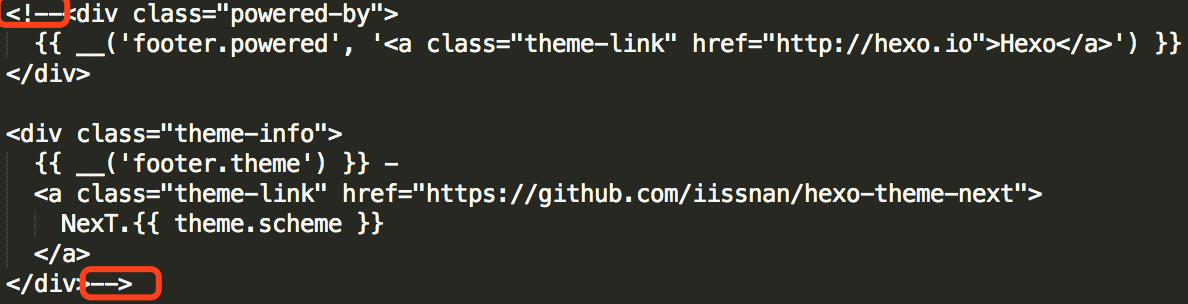 <!--<div class="powered-by">
  {{ __('footer.powered', '<a class="theme-link" href="http://hexo.io">Hexo</a>') }}
</div>

<div class="theme-info">
  {{ __('footer.theme') }} -
  <a class="theme-link" href="https://github.com/iissnan/hexo-theme-next">
    NexT.{{ theme.scheme }}
  </a>
</div>-->